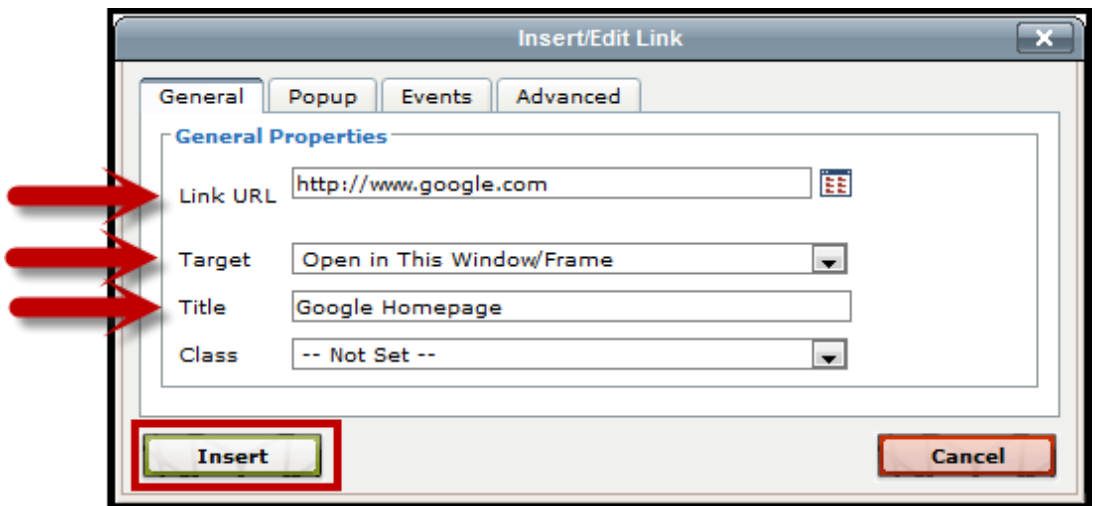 Insert/Edit Link
General Popup Events Advanced
General Properties
Link URL http://www.google.com
Target Open in This Window/Frame
Title Google Homepage
Class -- Not Set --
Insert Cancel